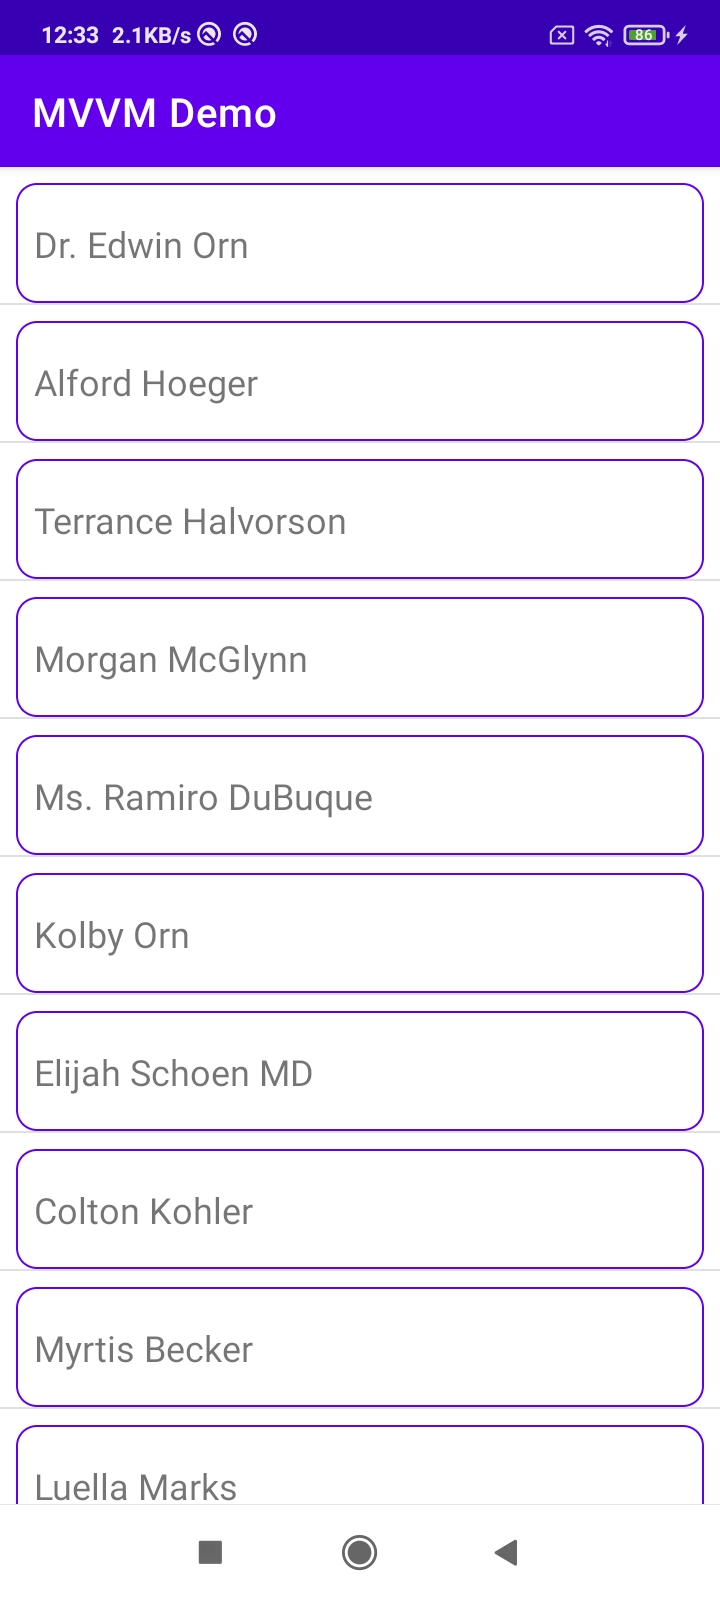 12:33 2.1KB/s 86
MVVM Demo
Dr. Edwin Orn
Alford Hoeger
Terrance Halvorson
Morgan McGlynn
Ms. Ramiro DuBuque
Kolby Orn
Elijah Schoen MD
Colton Kohler
Myrtis Becker
Luella Marks